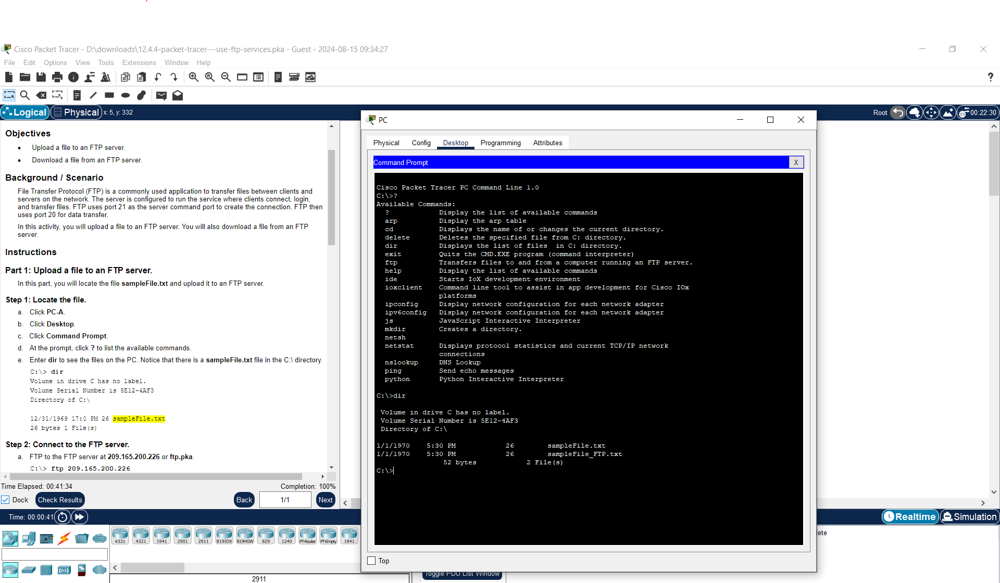 Cisco Packet Tracer - D:\downloads\12.4.4-packet-tracer---use-ftp-services.pka - Guest - 2024-08-15 09:34:27
File Edit Options View Tools Extensions Window Help
?
Logical Physical x: 5, y: 332
Root 00:22:30
Objectives
• Upload a file to an FTP server.
• Download a file from an FTP server.
Background / Scenario
File Transfer Protocol (FTP) is a commonly used application to transfer files between clients and
servers on the network. The server is configured to run the service where clients connect, login,
and transfer files. FTP uses port 21 as the server command port to create the connection. FTP then
uses port 20 for data transfer.
In this activity, you will upload a file to an FTP server. You will also download a file from an FTP
server.
Instructions
Part 1: Upload a file to an FTP server.
In this part, you will locate the file sampleFile.txt and upload it to an FTP server.
Step 1: Locate the file.
a. Click PC-A.
b. Click Desktop.
c. Click Command Prompt.
d. At the prompt, click ? to list the available commands.
e. Enter dir to see the files on the PC. Notice that there is a sampleFile.txt file in the C:\ directory.
C:\> dir
Volume in drive C has no label.
Volume Serial Number is 5E12-4AF3
Directory of C:\
12/31/1969 17:0 PM 26 sampleFile.txt
26 bytes 1 File(s)
Step 2: Connect to the FTP server.
a. FTP to the FTP server at 209.165.200.226 or ftp.pka.
C:\> ftp 209.165.200.226
Time Elapsed: 00:41:34 Completion: 100%
Dock Check Results Back 1/1 Next
Time: 00:00:41
4331 4321 1941 2901 2911 819IOX 819HGW 829 1240 PT-Router PT-Empty 1841
2911
PC
Physical Config Desktop Programming Attributes
Command Prompt X
Cisco Packet Tracer PC Command Line 1.0
C:\>?
Available Commands:
? Display the list of available commands
arp Display the arp table
cd Displays the name of or changes the current directory.
delete Deletes the specified file from C: directory.
dir Displays the list of files in C: directory.
exit Quits the CMD.EXE program (command interpreter)
ftp Transfers files to and from a computer running an FTP server.
help Display the list of available commands
ide Starts IoX development environment
ioxclient Command line tool to assist in app development for Cisco IOx
platforms
ipconfig Display network configuration for each network adapter
ipv6config Display network configuration for each network adapter
js JavaScript Interactive Interpreter
mkdir Creates a directory.
netsh
netstat Displays protocol statistics and current TCP/IP network
connections
nslookup DNS Lookup
ping Send echo messages
python Python Interactive Interpreter
C:\>dir
Volume in drive C has no label.
Volume Serial Number is 5E12-4AF3
Directory of C:\
1/1/1970 5:30 PM 26 sampleFile.txt
1/1/1970 5:30 PM 26 sampleFile_FTP.txt
52 bytes 2 File(s)
C:\>
Top
Toggle PDU List Window
Realtime Simulation
lete